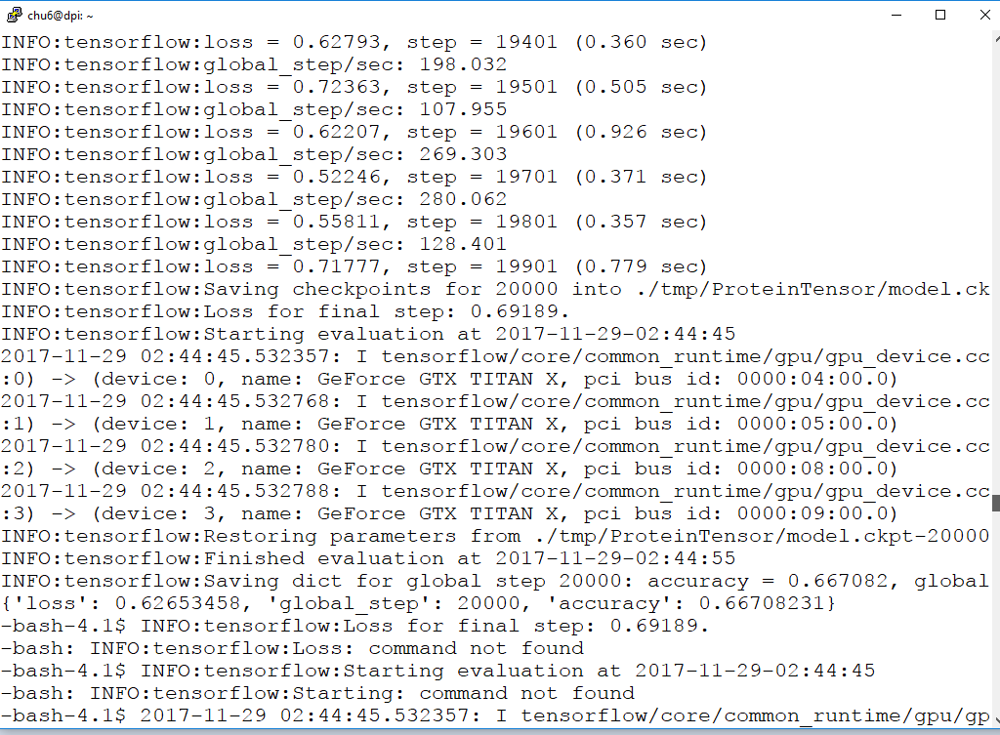 chu6@dpi: ~
INFO:tensorflow:loss = 0.62793, step = 19401 (0.360 sec)
INFO:tensorflow:global_step/sec: 198.032
INFO:tensorflow:loss = 0.72363, step = 19501 (0.505 sec)
INFO:tensorflow:global_step/sec: 107.955
INFO:tensorflow:loss = 0.62207, step = 19601 (0.926 sec)
INFO:tensorflow:global_step/sec: 269.303
INFO:tensorflow:loss = 0.52246, step = 19701 (0.371 sec)
INFO:tensorflow:global_step/sec: 280.062
INFO:tensorflow:loss = 0.55811, step = 19801 (0.357 sec)
INFO:tensorflow:global_step/sec: 128.401
INFO:tensorflow:loss = 0.71777, step = 19901 (0.779 sec)
INFO:tensorflow:Saving checkpoints for 20000 into ./tmp/ProteinTensor/model.ck
INFO:tensorflow:Loss for final step: 0.69189.
INFO:tensorflow:Starting evaluation at 2017-11-29-02:44:45
2017-11-29 02:44:45.532357: I tensorflow/core/common_runtime/gpu/gpu_device.cc
:0) -> (device: 0, name: GeForce GTX TITAN X, pci bus id: 0000:04:00.0)
2017-11-29 02:44:45.532768: I tensorflow/core/common_runtime/gpu/gpu_device.cc
:1) -> (device: 1, name: GeForce GTX TITAN X, pci bus id: 0000:05:00.0)
2017-11-29 02:44:45.532780: I tensorflow/core/common_runtime/gpu/gpu_device.cc
:2) -> (device: 2, name: GeForce GTX TITAN X, pci bus id: 0000:08:00.0)
2017-11-29 02:44:45.532788: I tensorflow/core/common_runtime/gpu/gpu_device.cc
:3) -> (device: 3, name: GeForce GTX TITAN X, pci bus id: 0000:09:00.0)
INFO:tensorflow:Restoring parameters from ./tmp/ProteinTensor/model.ckpt-20000
INFO:tensorflow:Finished evaluation at 2017-11-29-02:44:55
INFO:tensorflow:Saving dict for global step 20000: accuracy = 0.667082, global
{'loss': 0.62653458, 'global_step': 20000, 'accuracy': 0.66708231}
-bash-4.1$ INFO:tensorflow:Loss for final step: 0.69189.
-bash: INFO:tensorflow:Loss: command not found
-bash-4.1$ INFO:tensorflow:Starting evaluation at 2017-11-29-02:44:45
-bash: INFO:tensorflow:Starting: command not found
-bash-4.1$ 2017-11-29 02:44:45.532357: I tensorflow/core/common_runtime/gpu/gp